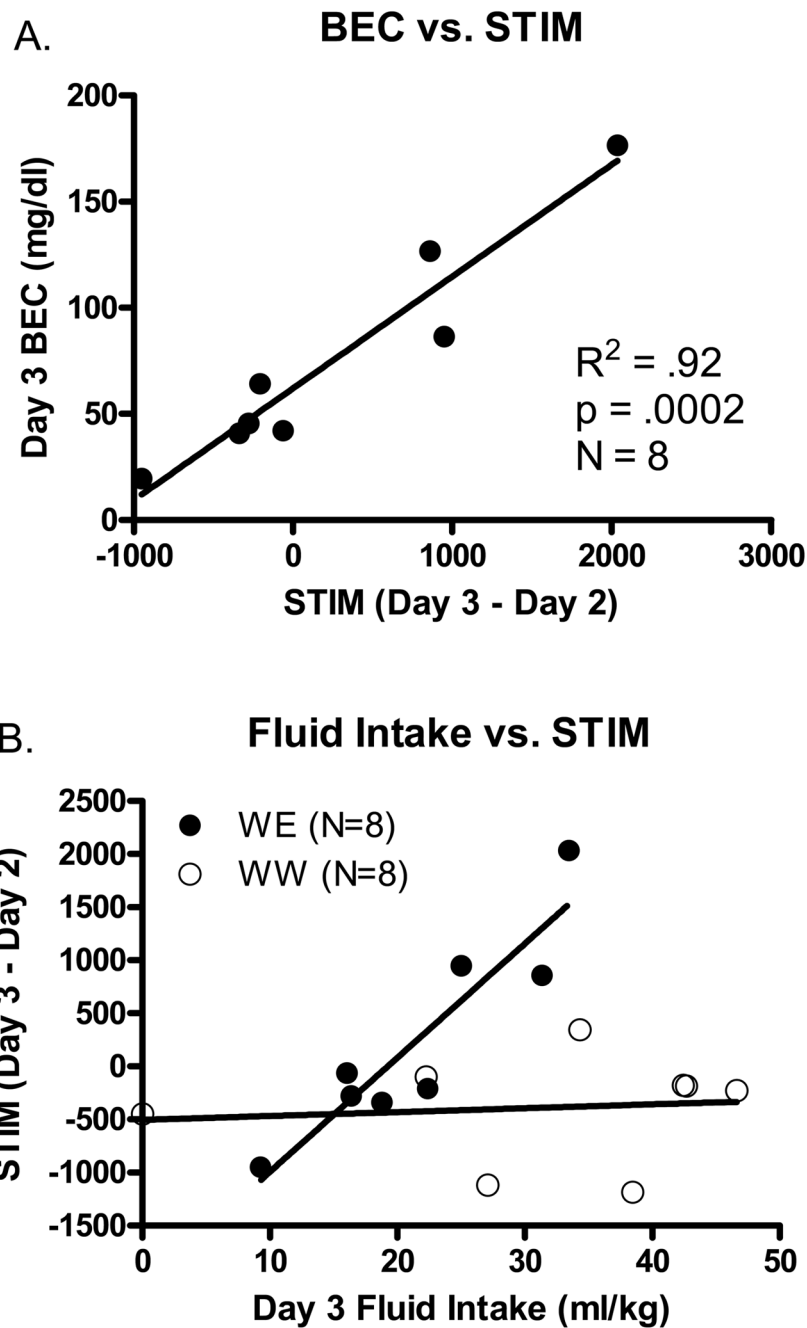 A.
BEC vs. STIM
200
150
100
50
0
Day 3 BEC (mg/dl)
R² = .92
p = .0002
N = 8
-1000 0 1000 2000 3000
STIM (Day 3 - Day 2)
B.
Fluid Intake vs. STIM
2500
2000
1500
1000
500
0
-500
-1000
-1500
STIM (Day 3 - Day 2)
WE (N=8)
WW (N=8)
0 10 20 30 40 50
Day 3 Fluid Intake (ml/kg)